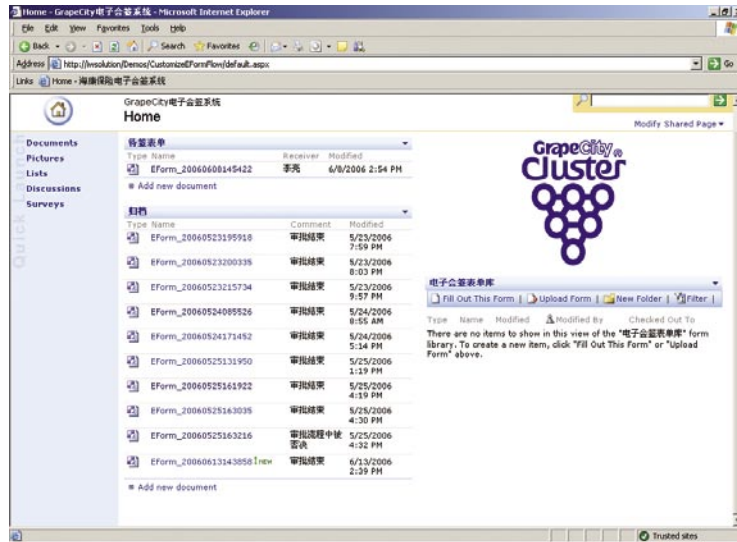 Home - GrapeCity电子会签系统 - Microsoft Internet Explorer
File Edit View Favorites Tools Help
Back Search Favorites
Address http://lwsolution/Demos/CustomizeEFormFlow/default.aspx Go
Links Home - 海康保险电子会签系统
GrapeCity电子会签系统
Home
Modify Shared Page
Quick Launch
Documents
Pictures
Lists
Discussions
Surveys
待签表单
Type Name Receiver Modified
EForm_20060608145422 李亮 6/8/2006 2:54 PM
Add new document
归档
Type Name Comment Modified
EForm_20060523195918 审批结束 5/23/2006 7:59 PM
EForm_20060523200335 审批结束 5/23/2006 8:03 PM
EForm_20060523215734 审批结束 5/23/2006 9:57 PM
EForm_20060524085526 审批结束 5/24/2006 8:55 AM
EForm_20060524171452 审批结束 5/24/2006 5:14 PM
EForm_20060525131950 审批结束 5/25/2006 1:19 PM
EForm_20060525161922 审批结束 5/25/2006 4:19 PM
EForm_20060525163035 审批结束 5/25/2006 4:30 PM
EForm_20060525163216 审批流程中被否决 5/25/2006 4:32 PM
EForm_20060613143858 ! NEW 审批结束 6/13/2006 2:39 PM
Add new document
GrapeCity®
Cluster
电子会签表单库
Fill Out This Form | Upload Form | New Folder | Filter |
Type Name Modified Modified By Checked Out To
There are no items to show in this view of the "电子会签表单库" form
library. To create a new item, click "Fill Out This Form" or "Upload
Form" above.
Trusted sites